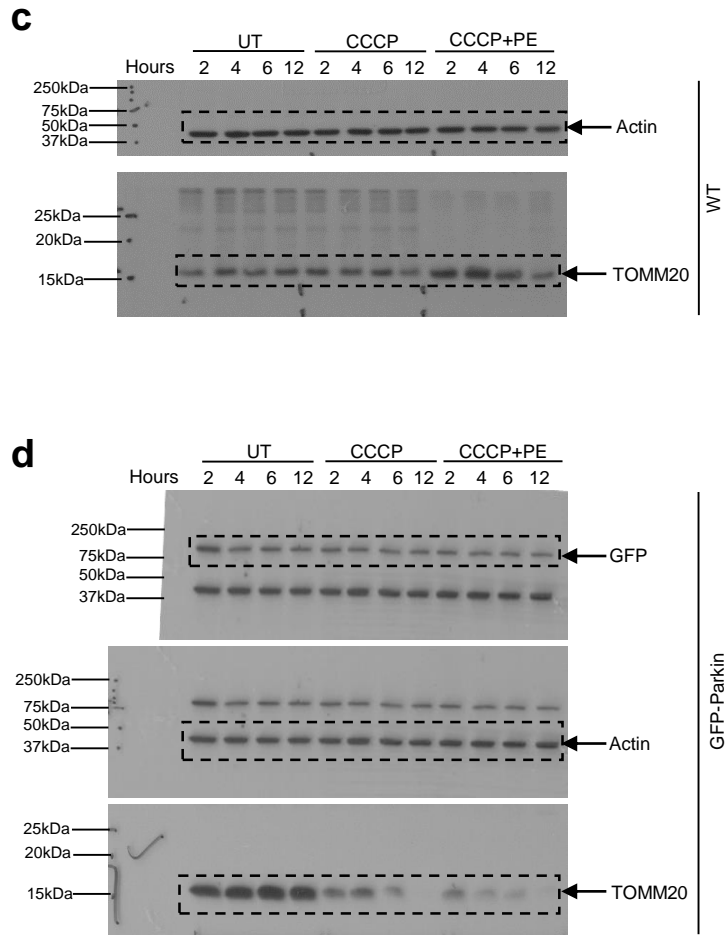 c
UT CCCP CCCP+PE
Hours 2 4 6 12 2 4 6 12 2 4 6 12
250kDa
75kDa
50kDa
37kDa
Actin
25kDa
20kDa
15kDa
TOMM20
WT
d
UT CCCP CCCP+PE
Hours 2 4 6 12 2 4 6 12 2 4 6 12
250kDa
75kDa
50kDa
37kDa
GFP
250kDa
75kDa
50kDa
37kDa
Actin
25kDa
20kDa
15kDa
TOMM20
GFP-Parkin